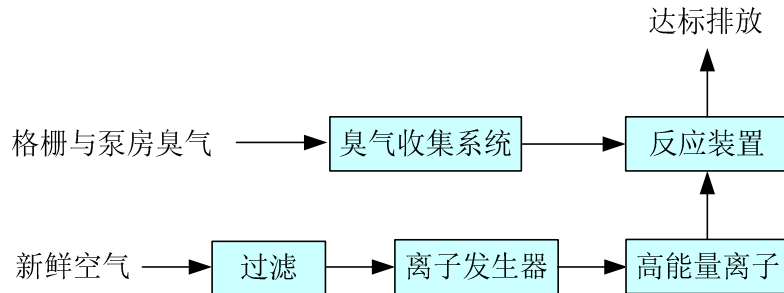 达标排放
格栅与泵房臭气
臭气收集系统
反应装置
新鲜空气
过滤
离子发生器
高能量离子